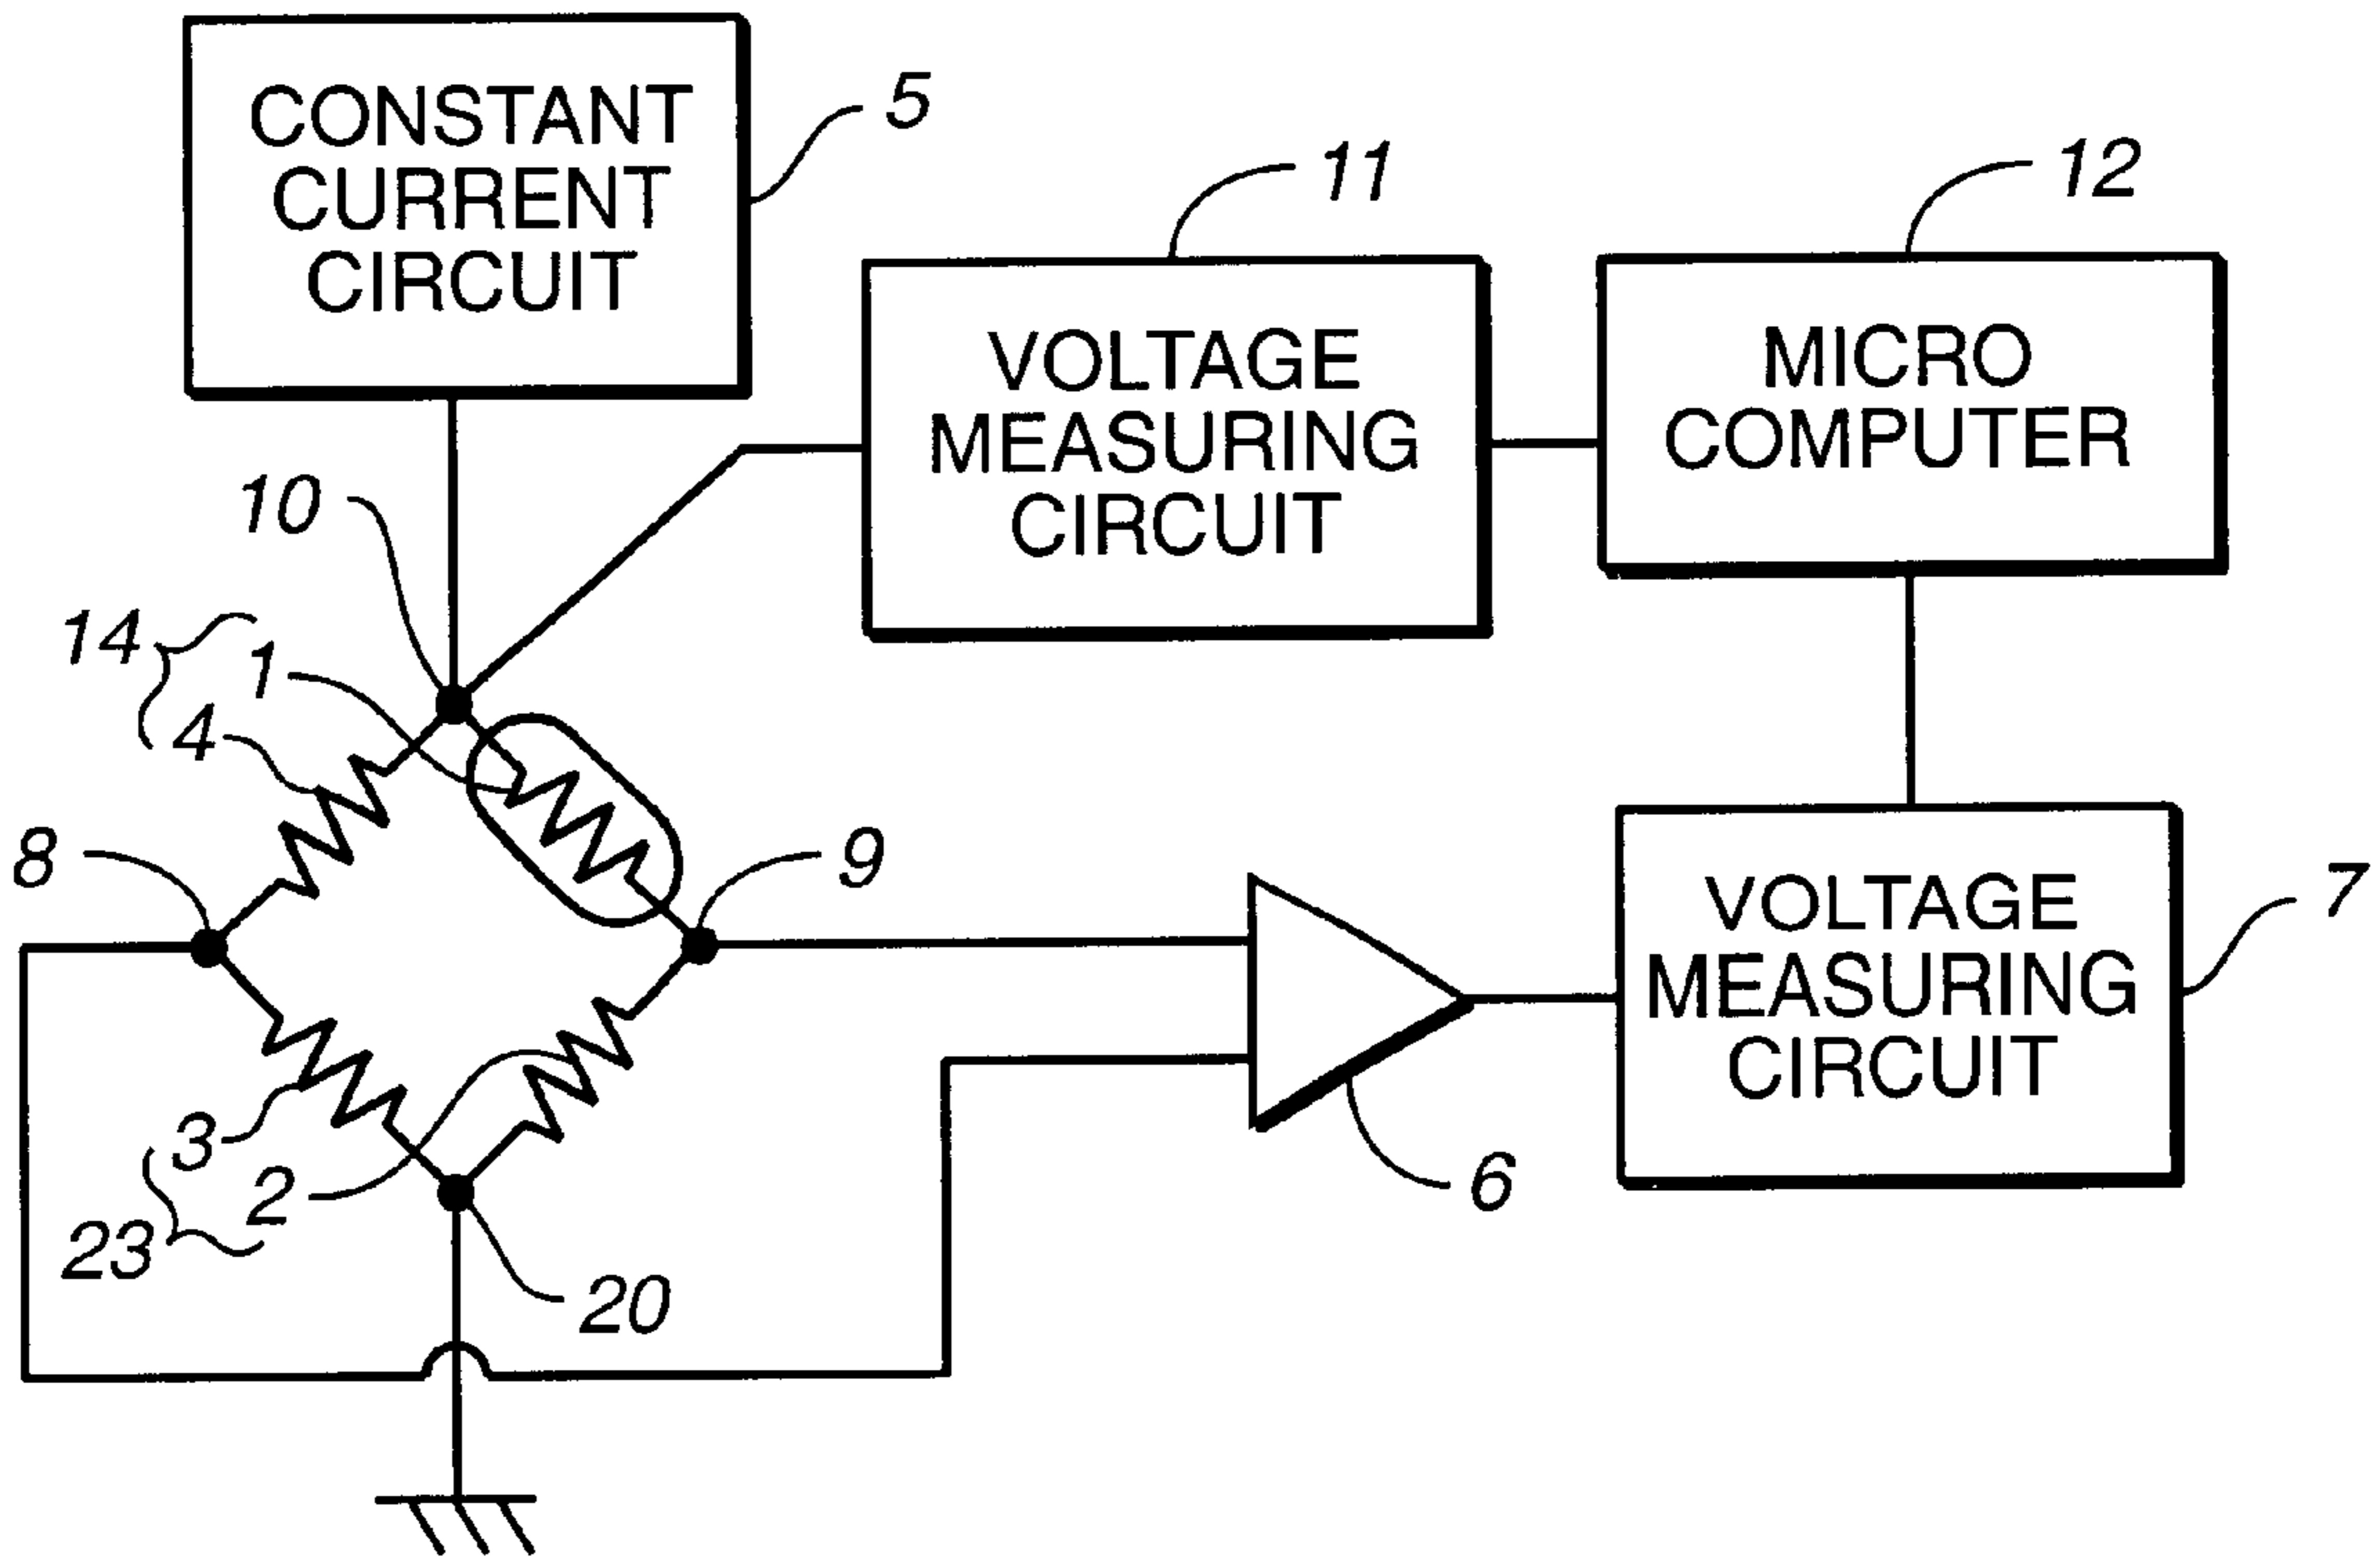 CONSTANT
CURRENT
CIRCUIT
5
11
12
VOLTAGE
MEASURING
CIRCUIT
MICRO
COMPUTER
10
14
1
4
8
9
VOLTAGE
MEASURING
CIRCUIT
7
3
2
23
6
20